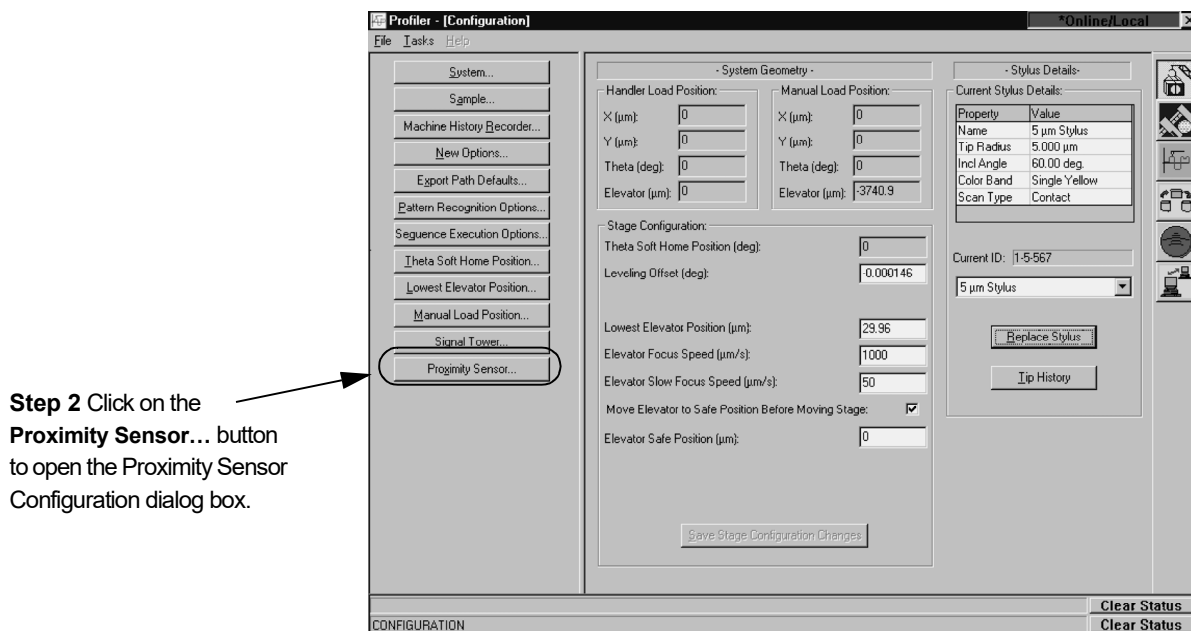 Profiler - [Configuration]
*Online/Local
File Tasks Help
System...
Sample...
Machine History Recorder...
New Options...
Export Path Defaults...
Pattern Recognition Options...
Sequence Execution Options...
Theta Soft Home Position...
Lowest Elevator Position...
Manual Load Position...
Signal Tower...
Proximity Sensor...
Step 2 Click on the
Proximity Sensor… button
to open the Proximity Sensor
Configuration dialog box.
- System Geometry -
Handler Load Position:
X (µm): 0
Y (µm): 0
Theta (deg): 0
Elevator (µm): 0
Manual Load Position:
X (µm): 0
Y (µm): 0
Theta (deg): 0
Elevator (µm): -3740.9
Stage Configuration:
Theta Soft Home Position (deg): 0
Leveling Offset (deg): -0.000146
Lowest Elevator Position (µm): 29.96
Elevator Focus Speed (µm/s): 1000
Elevator Slow Focus Speed (µm/s): 50
Move Elevator to Safe Position Before Moving Stage:
Elevator Safe Position (µm): 0
Save Stage Configuration Changes
- Stylus Details-
Current Stylus Details:
Property Value
Name 5 µm Stylus
Tip Radius 5.000 µm
Incl Angle 60.00 deg.
Color Band Single Yellow
Scan Type Contact
Current ID: 1-5-567
5 µm Stylus
Replace Stylus
Tip History
Clear Status
CONFIGURATION
Clear Status